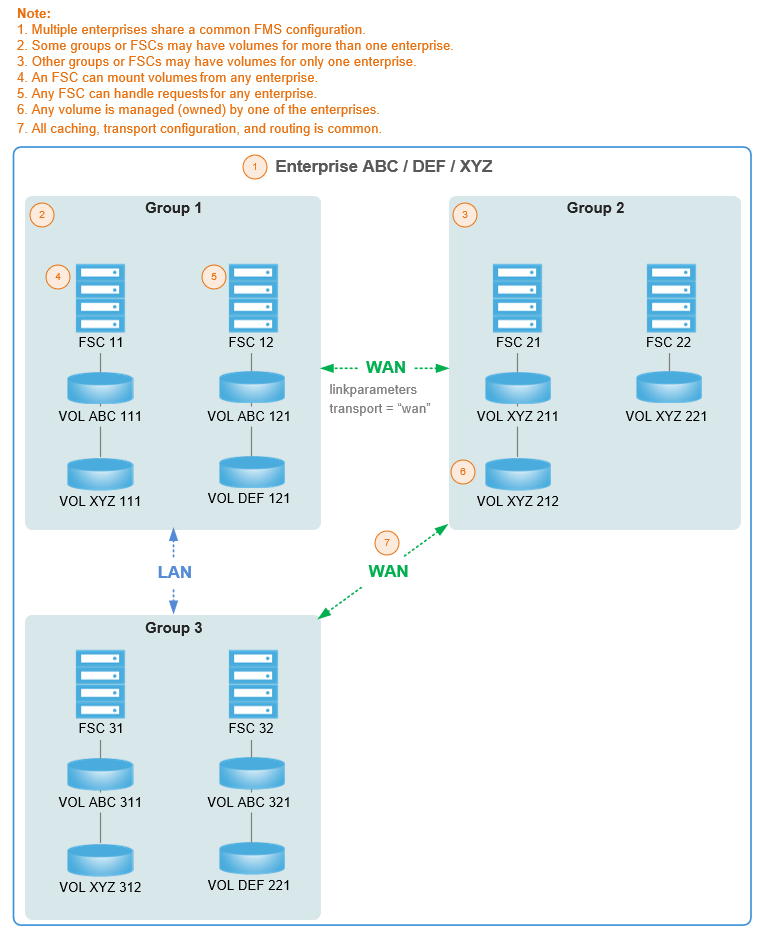 Note:
1. Multiple enterprises share a common FMS configuration.
2. Some groups or FSCs may have volumes for more than one enterprise.
3. Other groups or FSCs may have volumes for only one enterprise.
4. An FSC can mount volumes from any enterprise.
5. Any FSC can handle requests for any enterprise.
6. Any volume is managed (owned) by one of the enterprises.
7. All caching, transport configuration, and routing is common.
1 Enterprise ABC / DEF / XYZ
2 Group 1
3 Group 2
4
5
FSC 11
FSC 12
FSC 21
FSC 22
WAN
linkparameters
transport = “wan”
VOL ABC 111
VOL ABC 121
VOL XYZ 211
VOL XYZ 221
6
VOL XYZ 111
VOL DEF 121
VOL XYZ 212
7
LAN
WAN
Group 3
FSC 31
FSC 32
VOL ABC 311
VOL ABC 321
VOL XYZ 312
VOL DEF 221